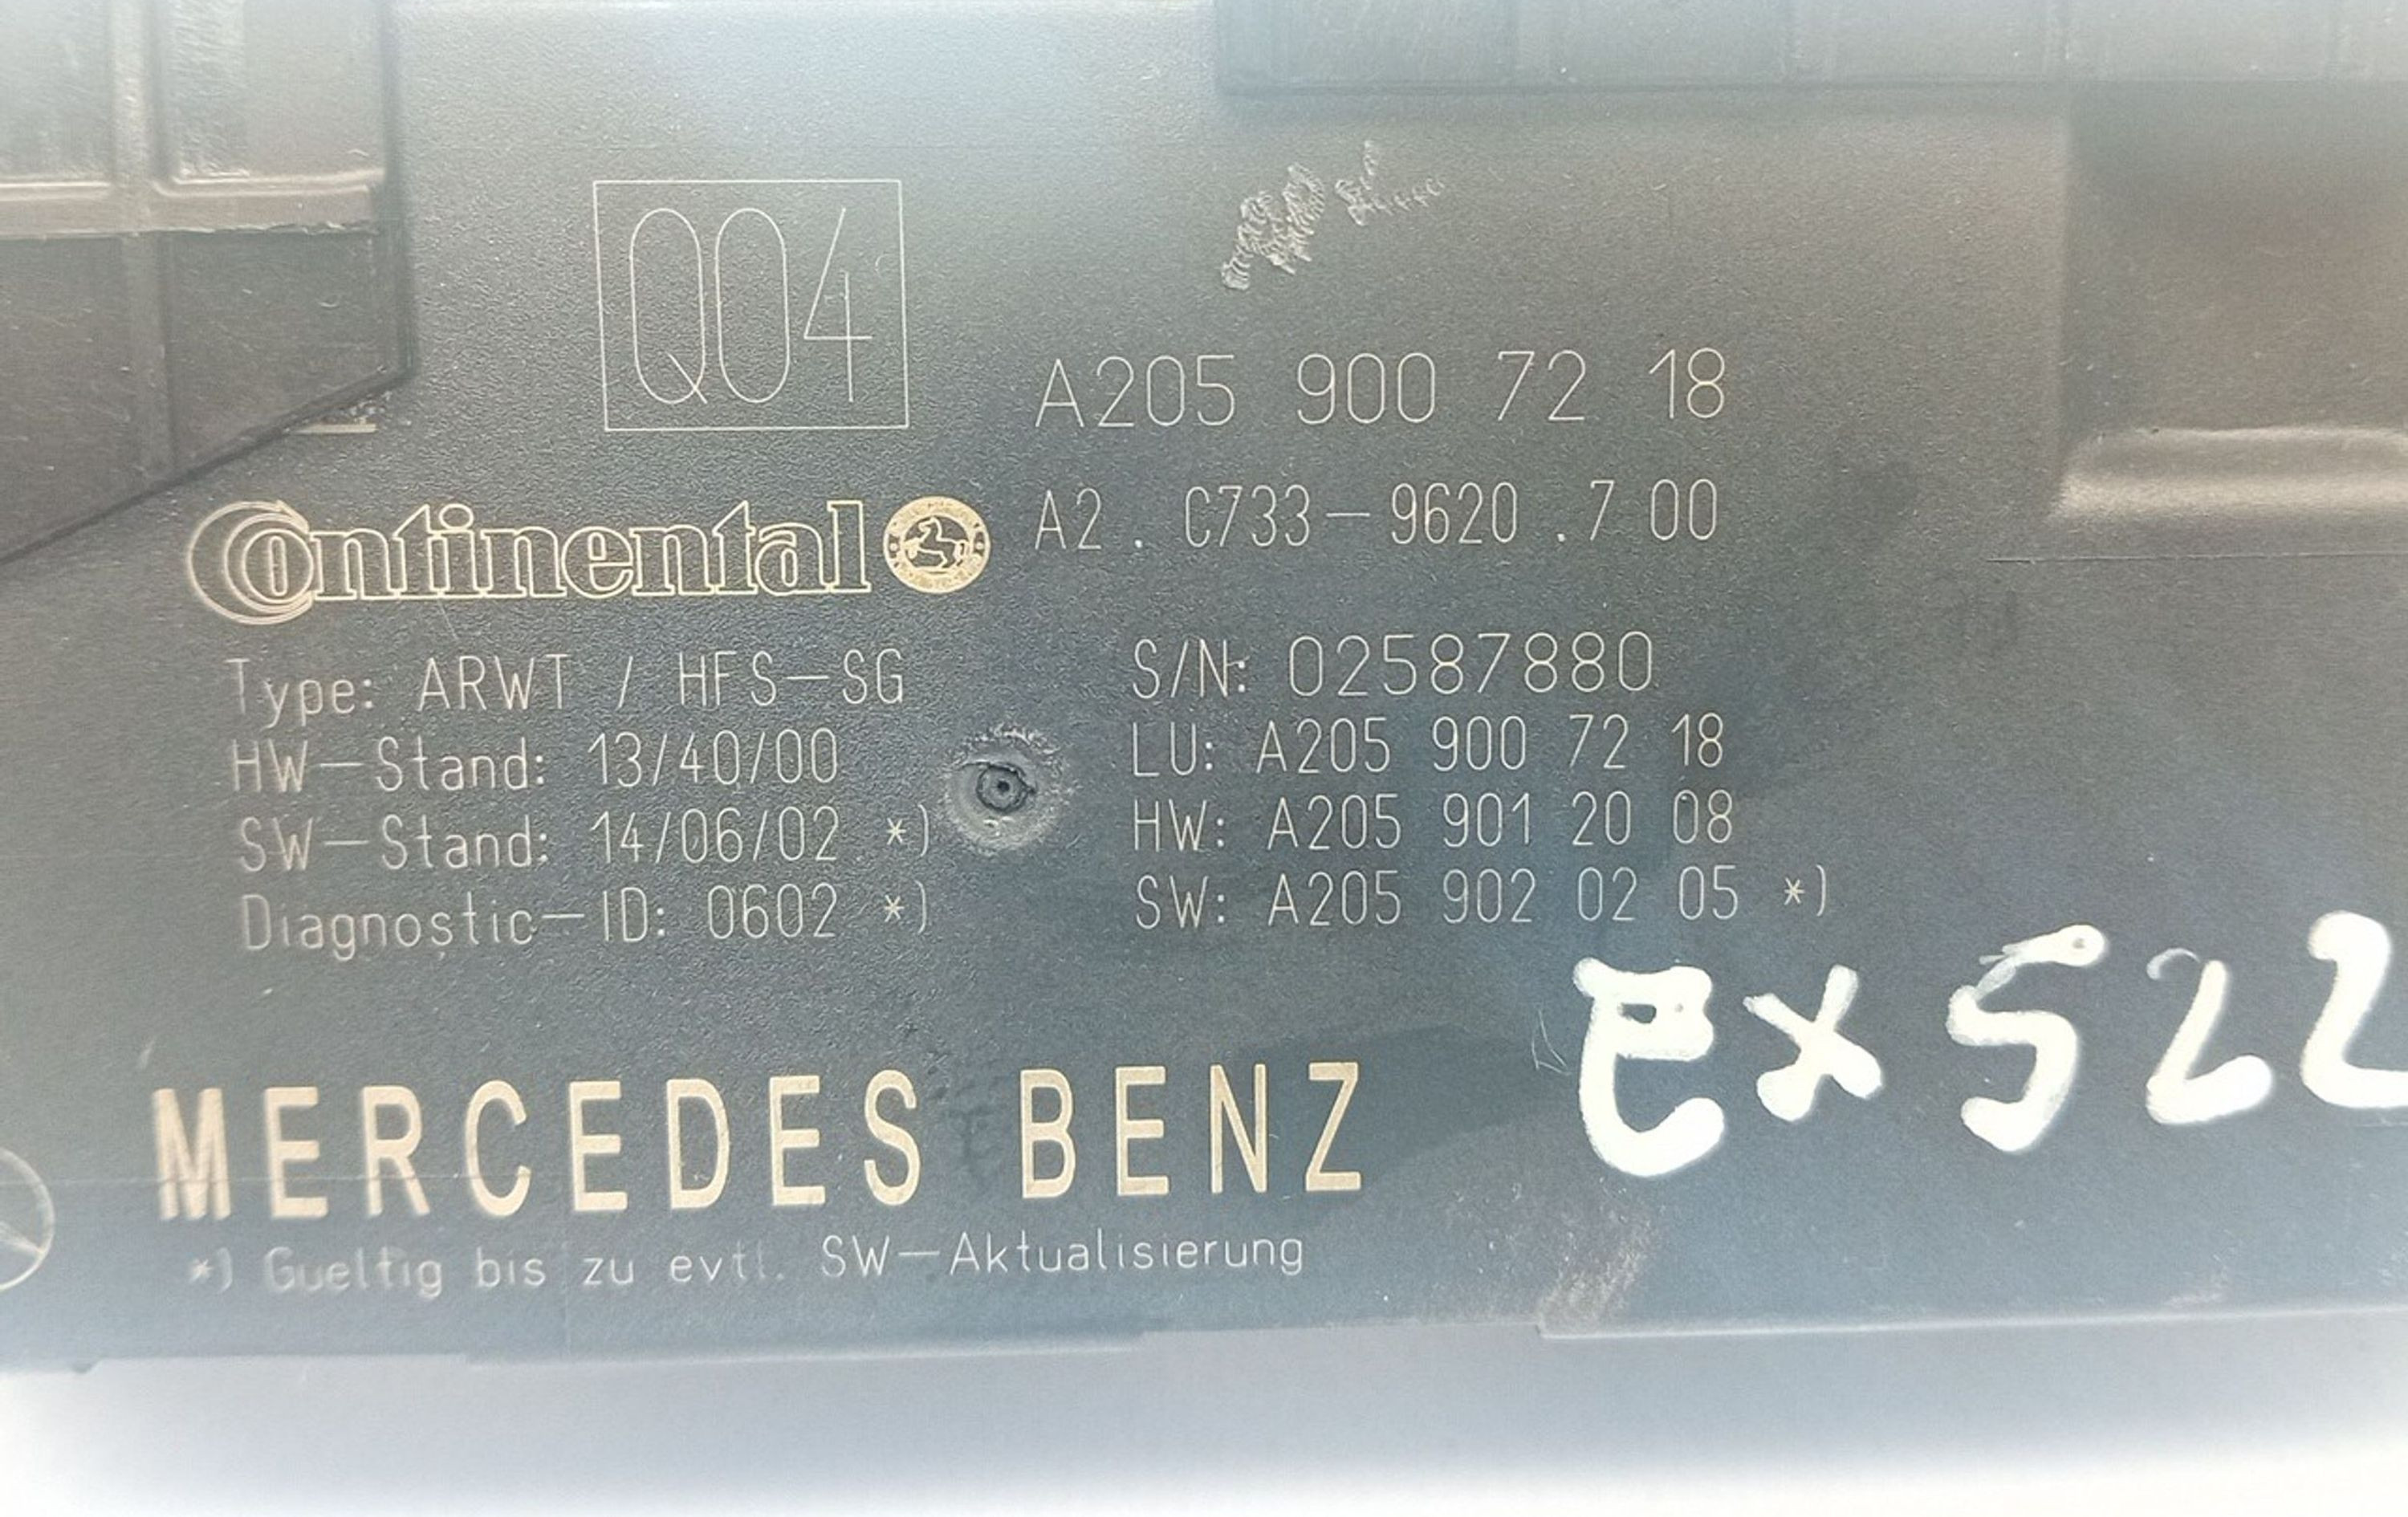 Q04
A205 900 72 18
Continental
A2 . C733-9620 .7 00
Type: ARWT / HFS-SG
HW-Stand: 13/40/00
SW-Stand: 14/06/02 *)
Diagnostic-ID: 0602 *)
S/N: 02587880
LU: A205 900 72 18
HW: A205 901 20 08
SW: A205 902 02 05 *)
ex 522
MERCEDES BENZ
*) Gueltig bis zu evtl. SW-Aktualisierung